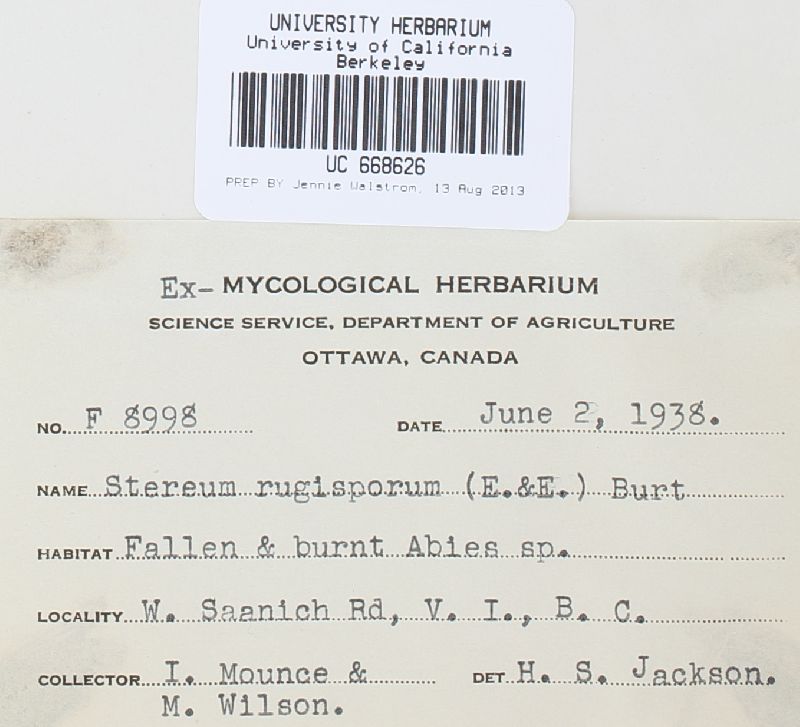 UNIVERSITY HERBARIUM
University of California
Berkeley
UC 668626
PREP BY Jennie Walstrom, 13 Aug 2013
Ex- MYCOLOGICAL HERBARIUM
SCIENCE SERVICE, DEPARTMENT OF AGRICULTURE
OTTAWA, CANADA
NO. F 8998 DATE June 2, 1938.
NAME Stereum rugisporum (E.&E.) Burt
HABITAT Fallen & burnt Abies sp.
LOCALITY W. Saanich Rd, V. I., B. C.
COLLECTOR I. Mounce & DET. H. S. Jackson.
M. Wilson.